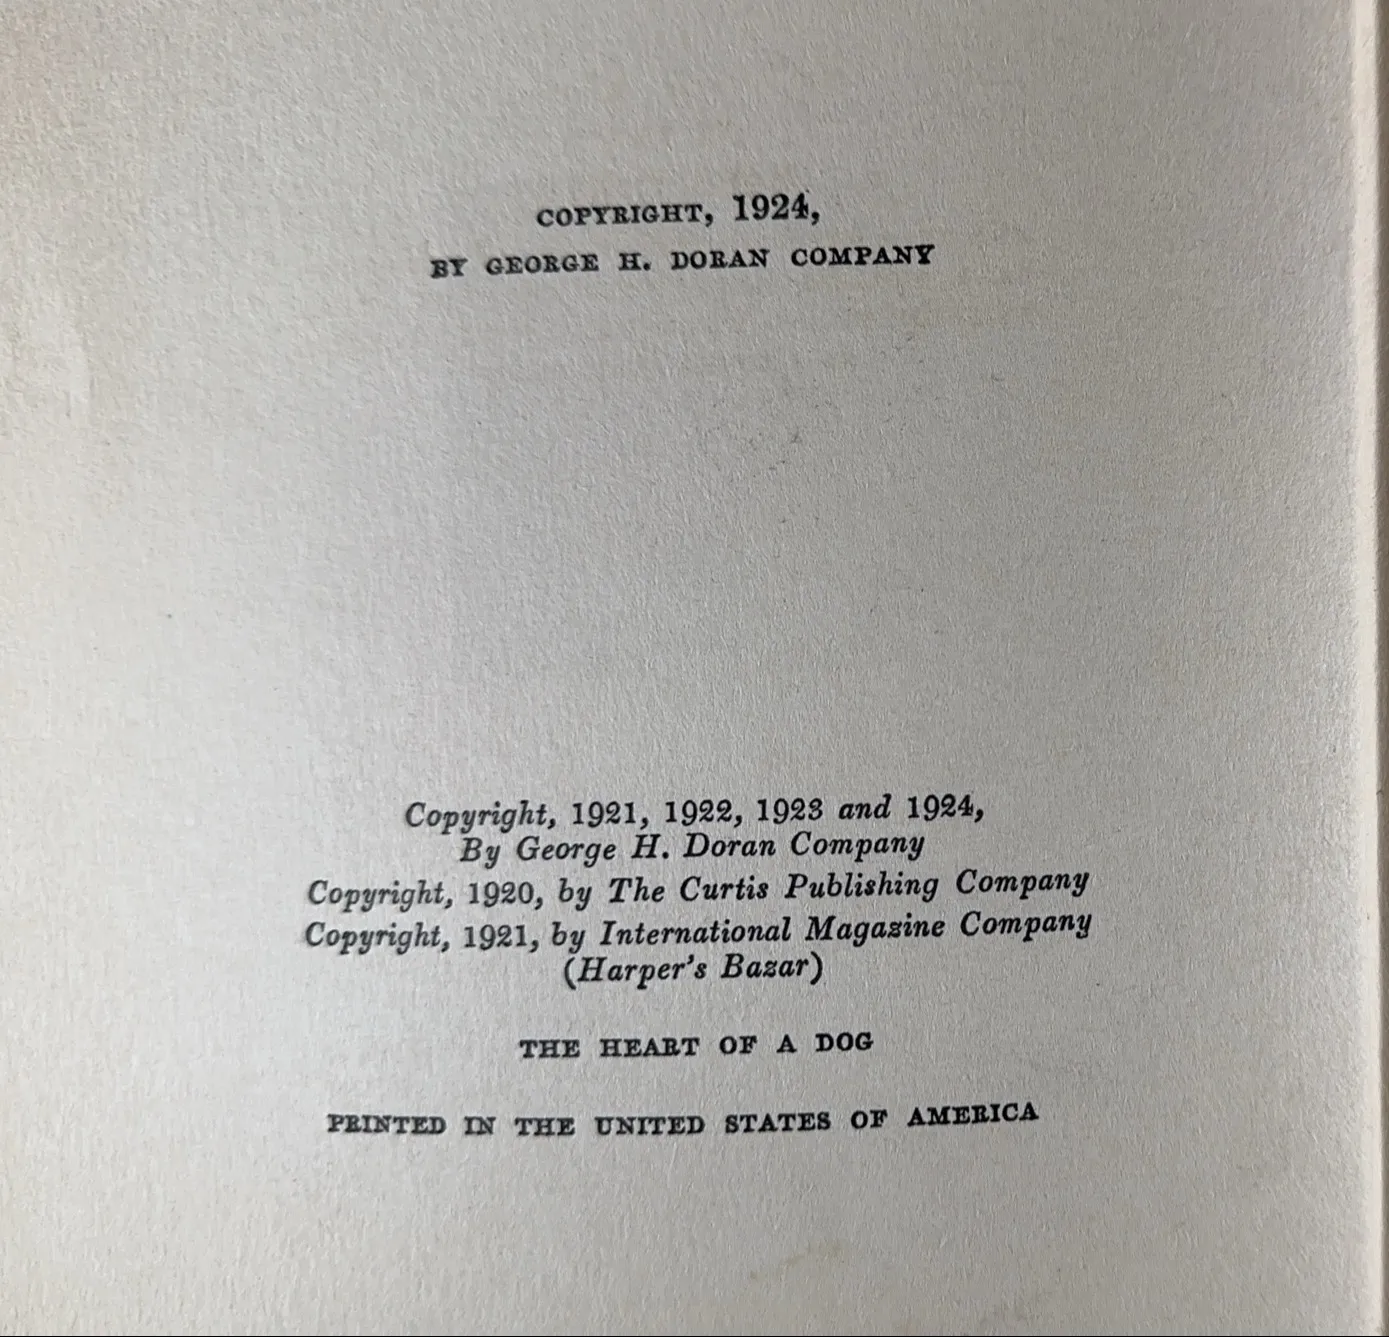 COPYRIGHT, 1924,
BY GEORGE H. DORAN COMPANY
Copyright, 1921, 1922, 1923 and 1924,
By George H. Doran Company
Copyright, 1920, by The Curtis Publishing Company
Copyright, 1921, by International Magazine Company
(Harper's Bazar)
THE HEART OF A DOG
PRINTED IN THE UNITED STATES OF AMERICA